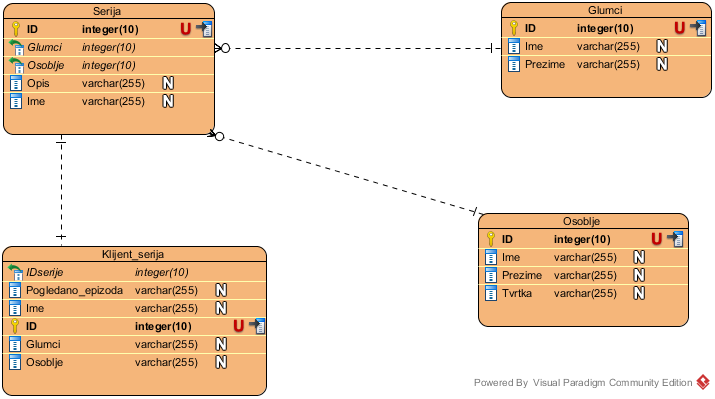 Serija
ID integer(10) U
Glumci integer(10)
Osoblje integer(10)
Opis varchar(255) N
Ime varchar(255) N
Glumci
ID integer(10) U
Ime varchar(255) N
Prezime varchar(255) N
Klijent_serija
IDserije integer(10)
Pogledano_epizoda varchar(255) N
Ime varchar(255) N
ID integer(10) U
Glumci varchar(255) N
Osoblje varchar(255) N
Osoblje
ID integer(10) U
Ime varchar(255) N
Prezime varchar(255) N
Tvrtka varchar(255) N
Powered By Visual Paradigm Community Edition